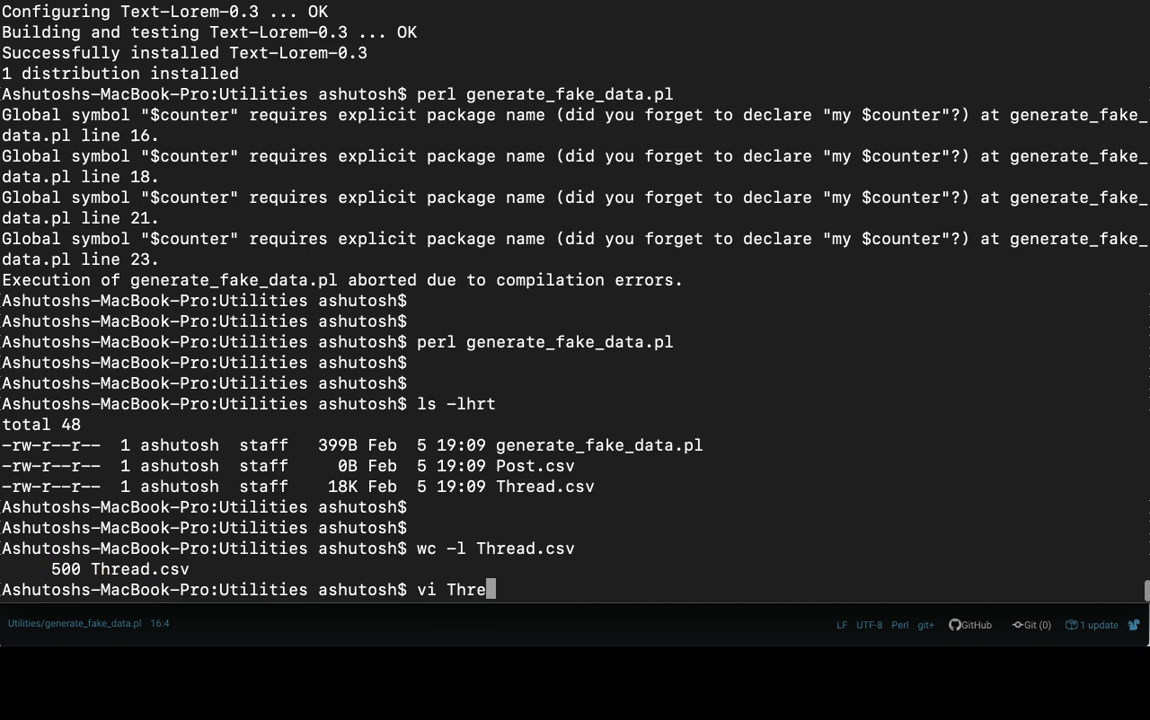 Configuring Text-Lorem-0.3 ... OK
Building and testing Text-Lorem-0.3 ... OK
Successfully installed Text-Lorem-0.3
1 distribution installed
[Ashutoshs-MacBook-Pro:Utilities ashutosh$ perl generate_fake_data.pl
Global symbol "$counter" requires explicit package name (did you forget to declare "my $counter"?) at generate_fake_
data.pl line 16.
Global symbol "$counter" requires explicit package name (did you forget to declare "my $counter"?) at generate_fake_
data.pl line 18.
Global symbol "$counter" requires explicit package name (did you forget to declare "my $counter"?) at generate_fake_
data.pl line 21.
Global symbol "$counter" requires explicit package name (did you forget to declare "my $counter"?) at generate_fake_
data.pl line 23.
Execution of generate_fake_data.pl aborted due to compilation errors.
[Ashutoshs-MacBook-Pro:Utilities ashutosh$
[Ashutoshs-MacBook-Pro:Utilities ashutosh$
[Ashutoshs-MacBook-Pro:Utilities ashutosh$ perl generate_fake_data.pl
[Ashutoshs-MacBook-Pro:Utilities ashutosh$
[Ashutoshs-MacBook-Pro:Utilities ashutosh$
[Ashutoshs-MacBook-Pro:Utilities ashutosh$ ls -lhrt
total 48
-rw-r--r--  1 ashutosh  staff   399B Feb  5 19:09 generate_fake_data.pl
-rw-r--r--  1 ashutosh  staff     0B Feb  5 19:09 Post.csv
-rw-r--r--  1 ashutosh  staff    18K Feb  5 19:09 Thread.csv
[Ashutoshs-MacBook-Pro:Utilities ashutosh$
[Ashutoshs-MacBook-Pro:Utilities ashutosh$
[Ashutoshs-MacBook-Pro:Utilities ashutosh$ wc -l Thread.csv
     500 Thread.csv
[Ashutoshs-MacBook-Pro:Utilities ashutosh$ vi Thre
Utilities/generate_fake_data.pl 16:4 LF UTF-8 Perl git+ GitHub Git (0) 1 update